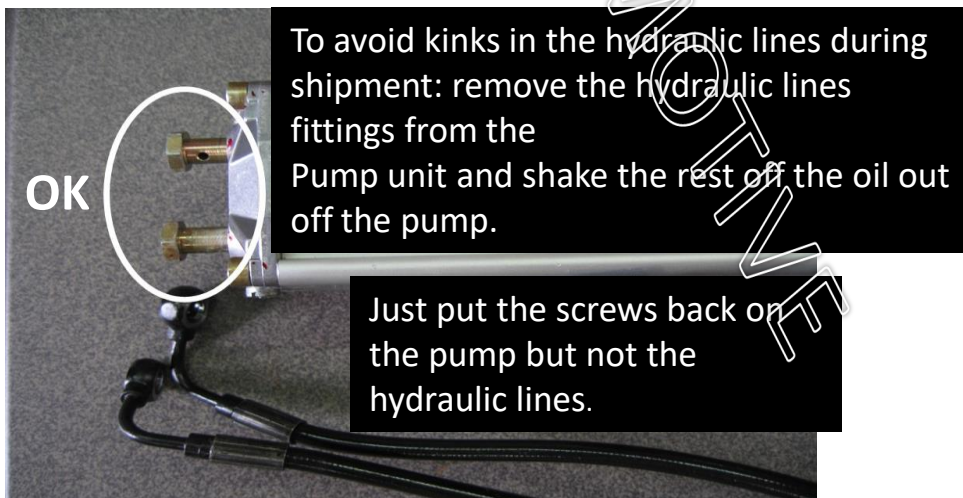 To avoid kinks in the hydraulic lines during
shipment: remove the hydraulic lines
fittings from the
Pump unit and shake the rest off the oil out
off the pump.
OK
Just put the screws back on
the pump but not the
hydraulic lines.
MOTIVE